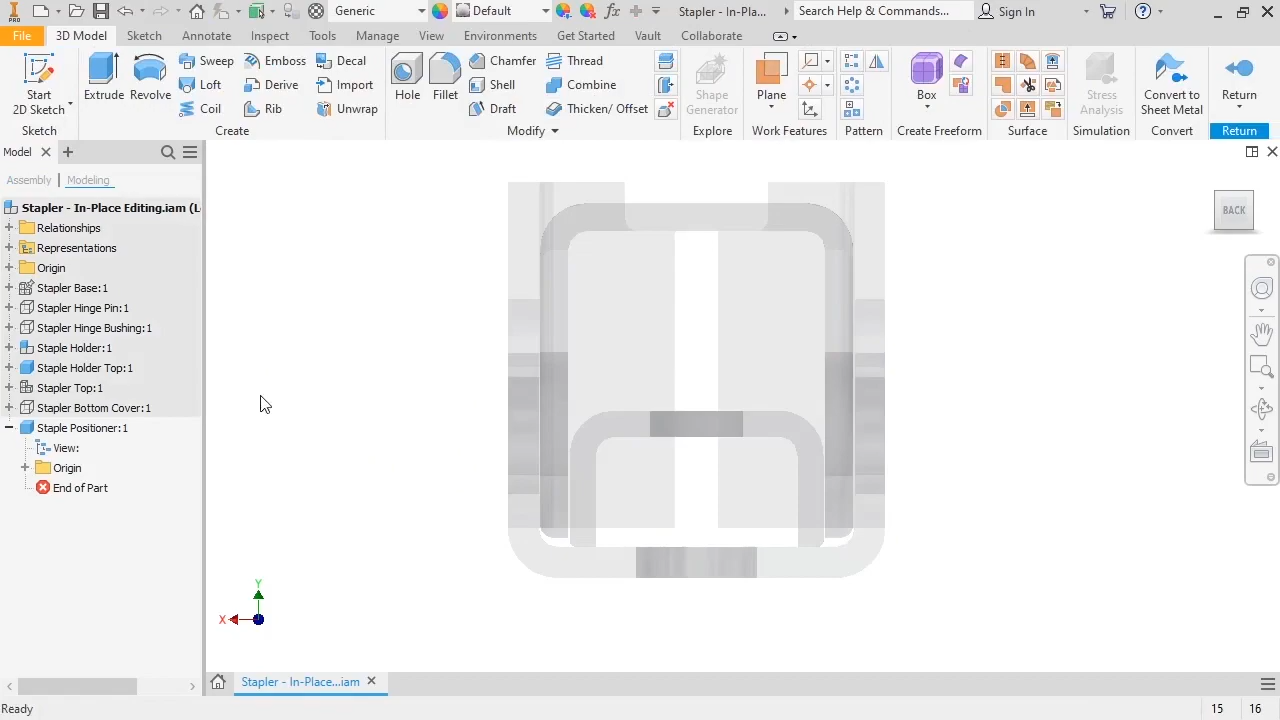 PRO
Generic
Default
fx
Stapler - In-Pla...
Search Help & Commands...
Sign In
File
3D Model
Sketch
Annotate
Inspect
Tools
Manage
View
Environments
Get Started
Vault
Collaborate
Start
2D Sketch
Extrude
Revolve
Sweep
Emboss
Decal
Loft
Derive
Import
Coil
Rib
Unwrap
Hole
Fillet
Chamfer
Thread
Shell
Combine
Draft
Thicken/ Offset
Shape
Generator
Plane
Box
Stress
Analysis
Convert to
Sheet Metal
Return
Sketch
Create
Modify
Explore
Work Features
Pattern
Create Freeform
Surface
Simulation
Convert
Return
Model
Assembly
Modeling
Stapler - In-Place Editing.iam (L
Relationships
Representations
Origin
Stapler Base:1
Stapler Hinge Pin:1
Stapler Hinge Bushing:1
Staple Holder:1
Staple Holder Top:1
Stapler Top:1
Stapler Bottom Cover:1
Staple Positioner:1
View:
Origin
End of Part
BACK
Y
X
Stapler - In-Place...iam
Ready
15
16